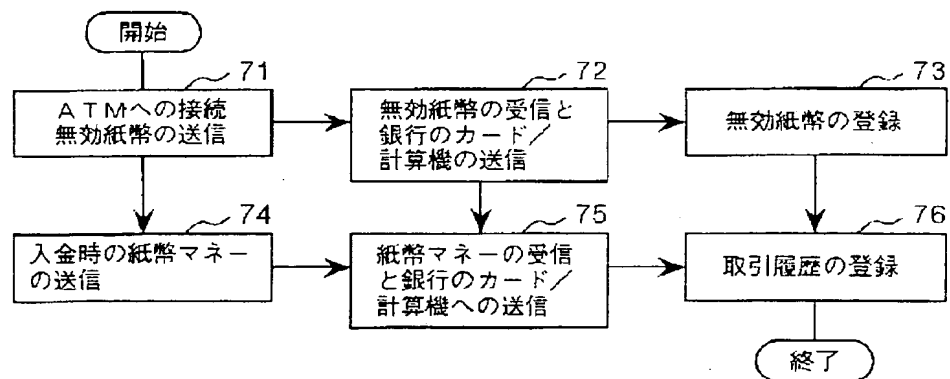 開始
71
ATMへの接続
無効紙幣の送信
72
無効紙幣の受信と
銀行のカード/
計算機の送信
73
無効紙幣の登録
74
入金時の紙幣マネー
の送信
75
紙幣マネーの受信
と銀行のカード/
計算機への送信
76
取引履歴の登録
終了